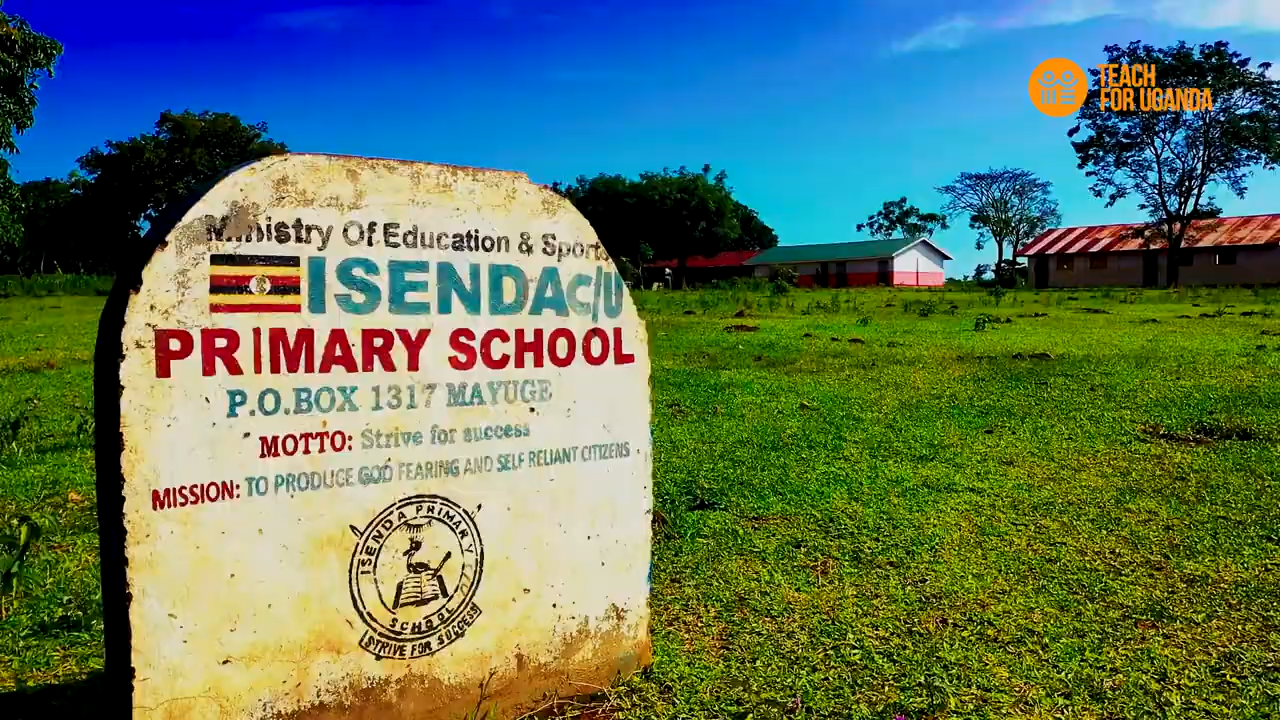 TEACH
FOR UGANDA
Ministry Of Education & Sports
ISENDA C/U
PRIMARY SCHOOL
P.O.BOX 1317 MAYUGE
MOTTO: Strive for success
MISSION: TO PRODUCE GOD FEARING AND SELF RELIANT CITIZENS
ISENDA PRIMARY
SCHOOL
STRIVE FOR SUCCESS